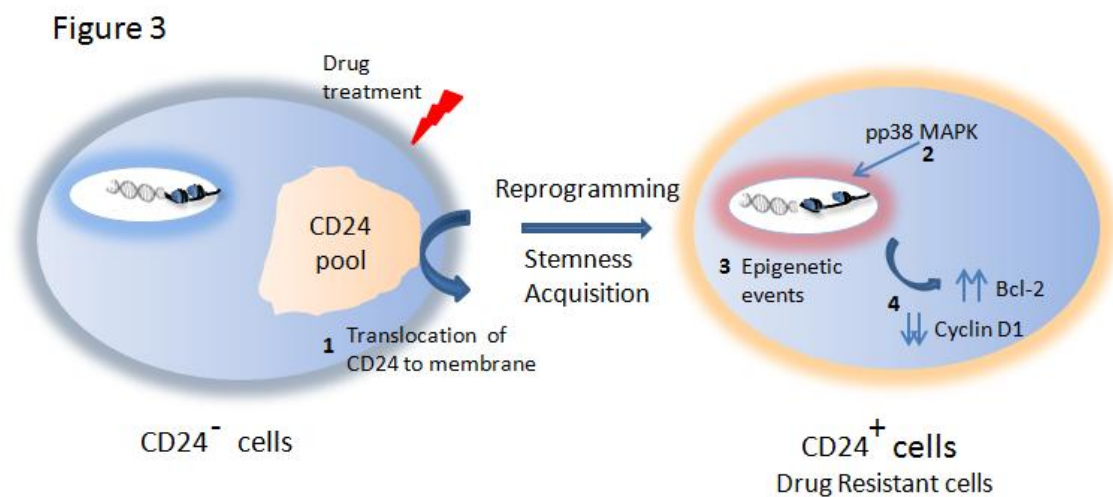 Figure 3
Drug
treatment
CD24
pool
1 Translocation of
CD24 to membrane
CD24⁻ cells
Reprogramming
Stemness
Acquisition
pp38 MAPK
2
3 Epigenetic
events
4
Bcl-2
Cyclin D1
CD24⁺ cells
Drug Resistant cells